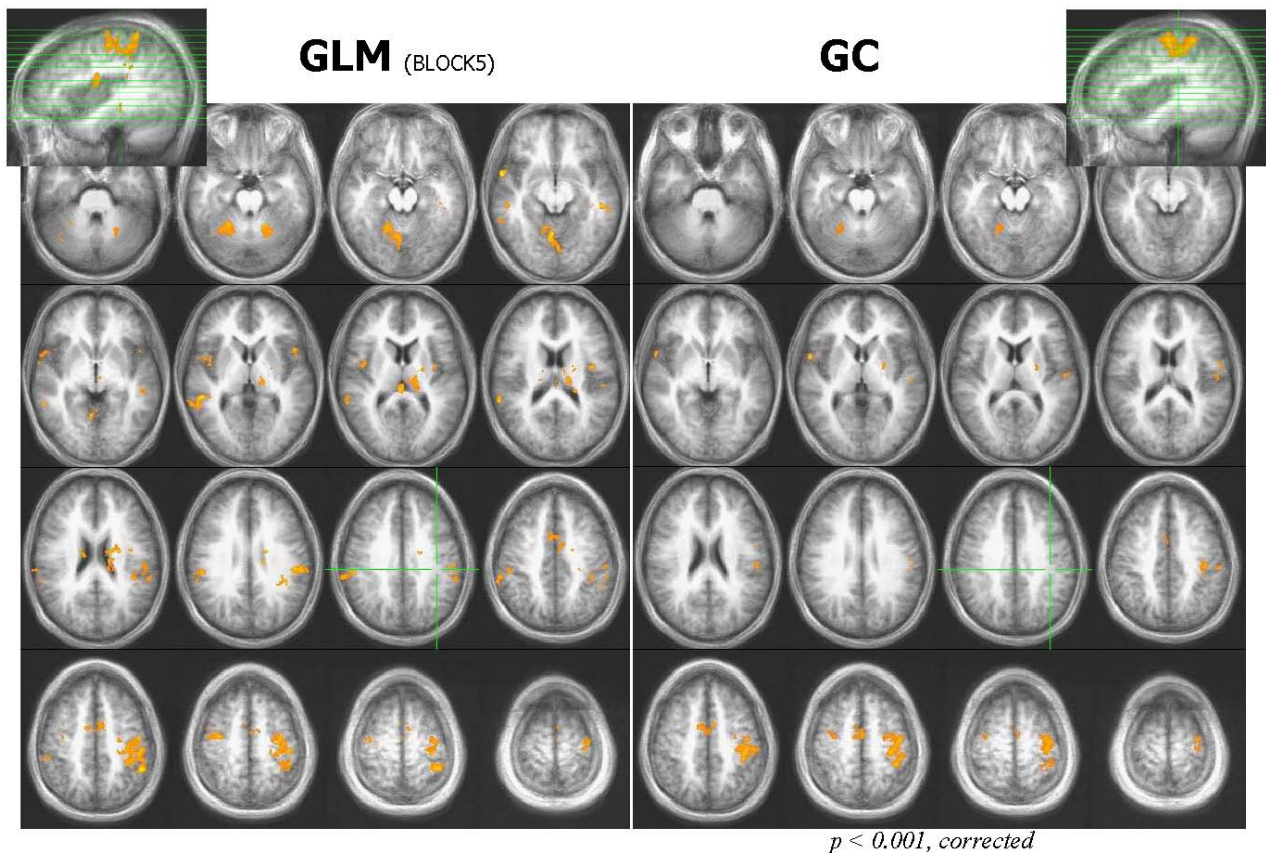 GLM (BLOCK5)
GC
p < 0.001, corrected